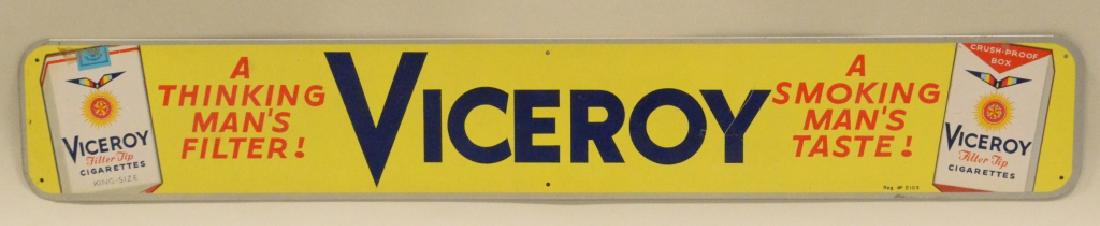 VICEROY
Filter Tip
CIGARETTES
KING-SIZE
A
THINKING
MAN'S
FILTER!
VICEROY
A
SMOKING
MAN'S
TASTE!
CRUSH-PROOF
BOX
VICEROY
Filter Tip
CIGARETTES